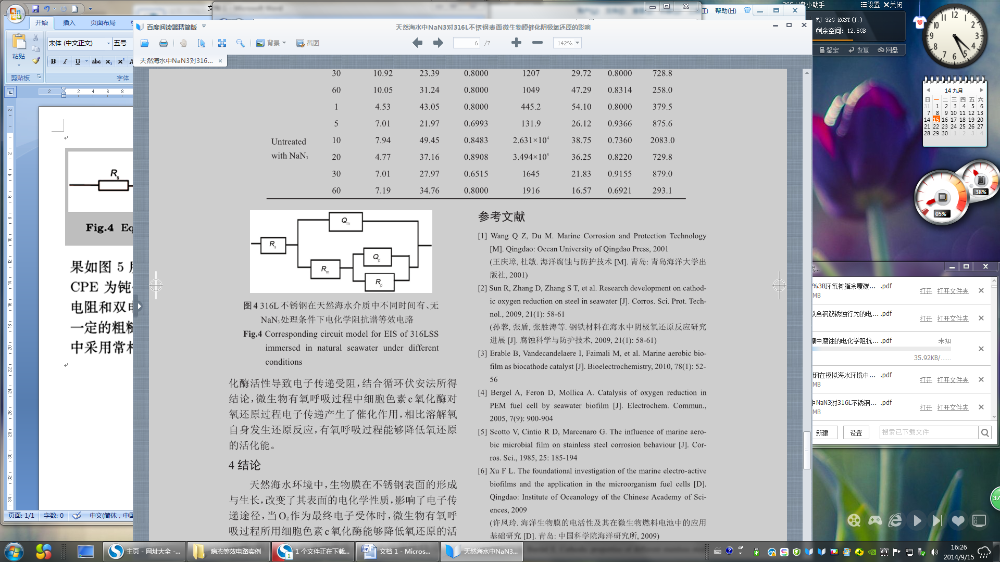 开始 插入 页面布局
宋体 (中文正文) 五号
粘贴
剪贴板 字体
R s
Fig.4 Eq
果如图 5
CPE 为钝
电阻和双电
一定的粗糙
中采用常相
页面: 1/1 字数: 0 中文(简体, 中国
百度阅读器精简版
天然海水中NaN3对316L不锈钢表面微生物膜催化阴极氧还原的影响
背景 截图 6 /7 142%
天然海水中NaN3对316...
30 10.92 23.39 0.8000 1207 29.72 0.8000 728.8
60 10.05 31.24 0.8000 1049 47.29 0.8314 258.0
1 4.53 43.05 0.8000 445.2 54.10 0.8000 379.5
5 7.01 21.97 0.6993 131.9 26.12 0.9366 875.6
Untreated
with NaN₃
10 7.94 49.45 0.8483 2.631×10⁴ 38.75 0.7360 2083.0
20 4.77 37.16 0.8908 3.494×10⁵ 36.25 0.8220 729.8
30 7.01 27.97 0.6515 1645 21.83 0.9155 879.0
60 7.19 34.76 0.8000 1916 16.57 0.6921 293.1
Qm
Rs
Qp
Rm
Rp
图4 316L不锈钢在天然海水介质中不同时间有、无
NaN₃处理条件下电化学阻抗谱等效电路
Fig.4 Corresponding circuit model for EIS of 316LSS
immersed in natural seawater under different
conditions
化酶活性导致电子传递受阻,结合循环伏安法所得
结论,微生物有氧呼吸过程中细胞色素c氧化酶对
氧还原过程电子传递产生了催化作用,相比溶解氧
自身发生还原反应,有氧呼吸过程能够降低氧还原
的活化能。
4 结论
天然海水环境中,生物膜在不锈钢表面的形成
与生长,改变了其表面的电化学性质,影响了电子传
递途径,当O₂作为最终电子受体时,微生物有氧呼
吸过程所用细胞色素c氧化酶能够降低氧还原的活
参考文献
[1] Wang Q Z, Du M. Marine Corrosion and Protection Technology
[M]. Qingdao: Ocean University of Qingdao Press, 2001
(王庆璋, 杜敏. 海洋腐蚀与防护技术 [M]. 青岛: 青岛海洋大学出
版社, 2001)
[2] Sun R, Zhang D, Zhang S T, et al. Research development on cathod-
ic oxygen reduction on steel in seawater [J]. Corros. Sci. Prot. Tech-
nol., 2009, 21(1): 58-61
(孙蓉, 张盾, 张胜涛等. 钢铁材料在海水中阴极氧还原反应研究
进展 [J]. 腐蚀科学与防护技术, 2009, 21(1): 58-61)
[3] Erable B, Vandecandelaere I, Faimali M, et al. Marine aerobic bio-
film as biocathode catalyst [J]. Bioelectrochemistry, 2010, 78(1): 52-
56
[4] Bergel A, Feron D, Mollica A. Catalysis of oxygen reduction in
PEM fuel cell by seawater biofilm [J]. Electrochem. Commun.,
2005, 7(9): 900-904
[5] Scotto V, Cintio R D, Marcenaro G. The influence of marine aero-
bic microbial film on stainless steel corrosion behaviour [J]. Cor-
ros. Sci., 1985, 25: 185-194
[6] Xu F L. The foundational investigation of the marine electro-active
biofilms and the application in the microorganism fuel cells [D].
Qingdao: Institute of Oceanology of the Chinese Academy of Sci-
ences, 2009
(许凤玲. 海洋生物膜的电活性及其在微生物燃料电池中的应用
基础研究 [D]. 青岛: 中国科学院海洋研究所, 2009)
帮助(H)
小助手 设置 关闭
WJ 32G KGST(J:)
剩余空间: 12.5GB
鉴定 恢复 网盘
14 九月
日 一 二 三 四 五 六
31 1 2 3 4 5 6
7 8 9 10 11 12 13
14 15 16 17 18 19 20
21 22 23 24 25 26 27
28 29 30 1 2 3 4
38%
05%
%3B环氧树脂涂覆碳... .pdf 打开 打开文件夹
MB
合钢筋锈蚀行为的电... .pdf 打开 打开文件夹
中腐蚀的电化学阻抗... .pdf 未知
35.92KB/......
钢在模拟海水环境中... .pdf 打开 打开文件夹
MB
NaN3对316L不锈钢... .pdf 打开 打开文件夹
MB
新建 设置 搜索已下载文件
37
主页 - 网址大全 -...
病态等效电路实例
1 个文件正在下载...
文档 1 - Micros...
天然海水中NaN3...
16:26
2014/9/15